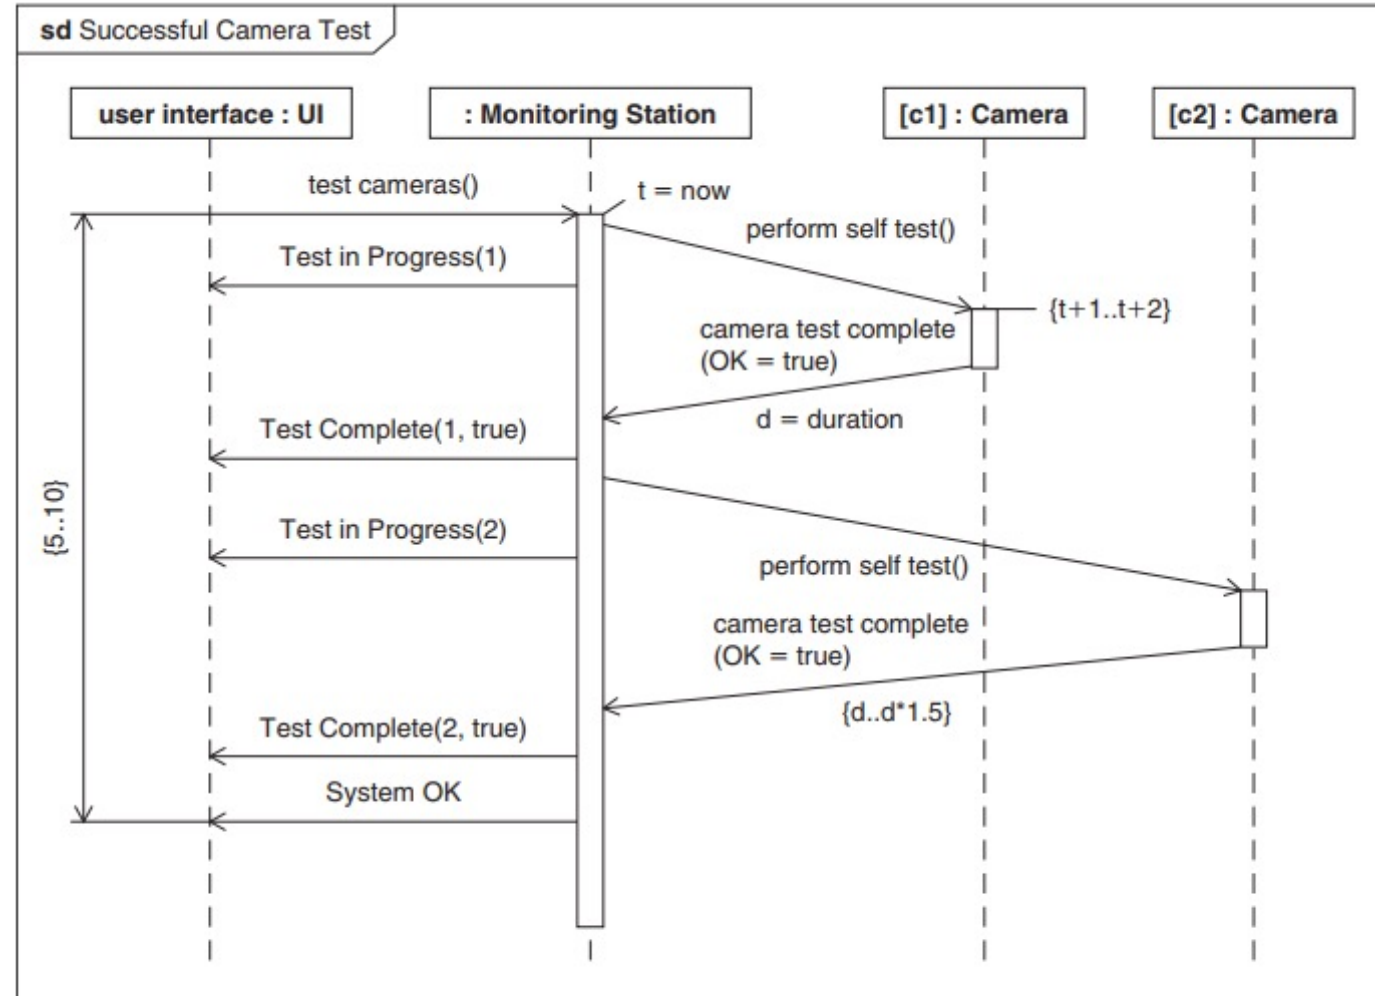 sd Successful Camera Test
user interface : UI
: Monitoring Station
[c1] : Camera
[c2] : Camera
test cameras()
t = now
perform self test()
Test in Progress(1)
{t+1..t+2}
camera test complete
(OK = true)
d = duration
Test Complete(1, true)
{5..10}
Test in Progress(2)
perform self test()
camera test complete
(OK = true)
{d..d*1.5}
Test Complete(2, true)
System OK